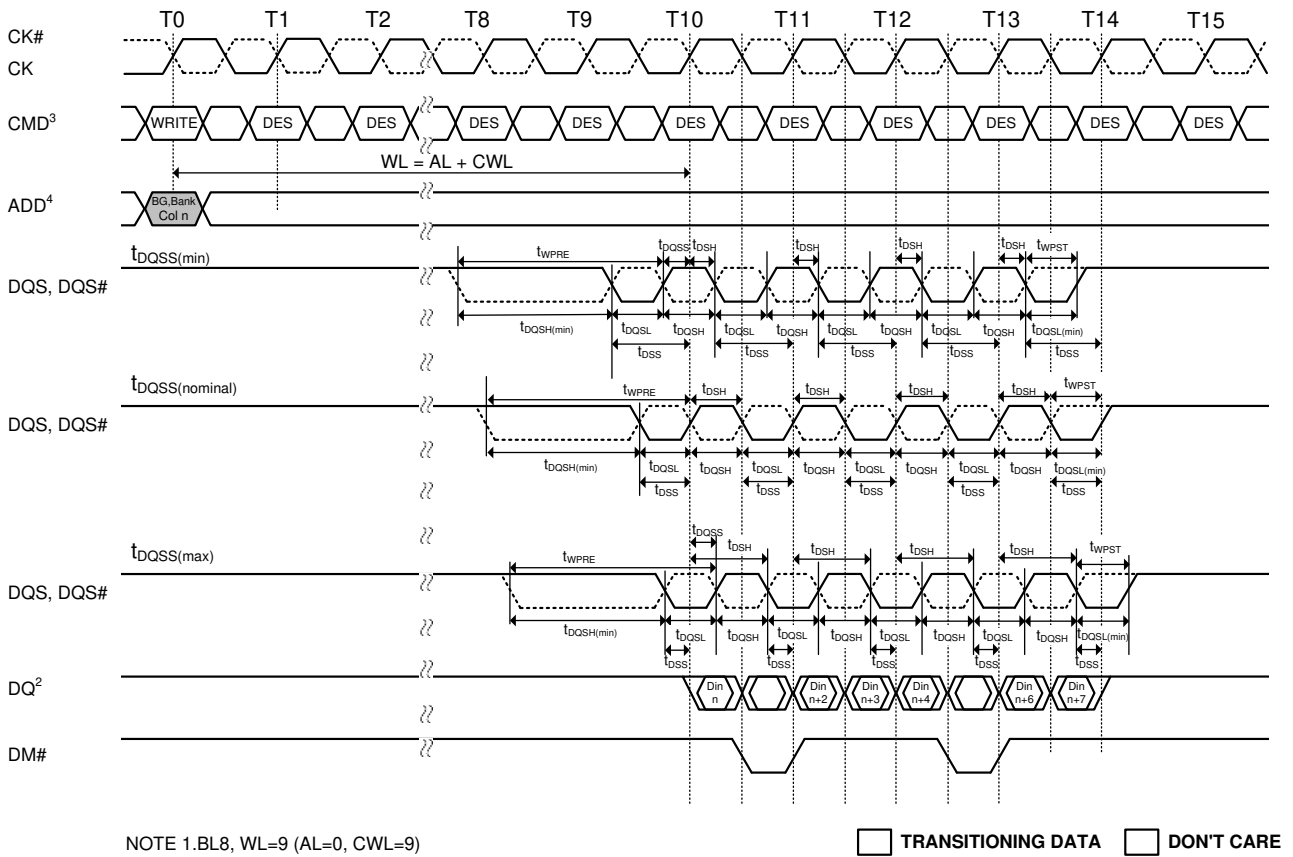 T0 T1 T2 T8 T9 T10 T11 T12 T13 T14 T15
CK#
CK
CMD3 WRITE DES DES DES DES DES DES DES DES DES DES
WL = AL + CWL
ADD4 BG,Bank
Col n
tDQSS(min) tWPRE tDQSS tDSH tDSH tDSH tDSH tWPST
DQS, DQS#
tDQSH(min) tDQSL tDQSH tDQSL tDQSH tDQSL tDQSH tDQSL tDQSH tDQSL(min)
tDSS tDSS tDSS tDSS tDSS
tDQSS(nominal) tWPRE tDSH tDSH tDSH tDSH tWPST
DQS, DQS#
tDQSH(min) tDQSL tDQSH tDQSL tDQSH tDQSL tDQSH tDQSL tDQSH tDQSL(min)
tDSS tDSS tDSS tDSS tDSS
tDQSS
tDQSS(max) tWPRE tDSH tDSH tDSH tDSH tWPST
DQS, DQS#
tDQSH(min) tDQSL tDQSH tDQSL tDQSH tDQSL tDQSH tDQSL tDQSH tDQSL(min)
tDSS tDSS tDSS tDSS tDSS
DQ2 Din Din Din Din Din Din
n n+2 n+3 n+4 n+6 n+7
DM#
NOTE 1.BL8, WL=9 (AL=0, CWL=9) TRANSITIONING DATA DON'T CARE